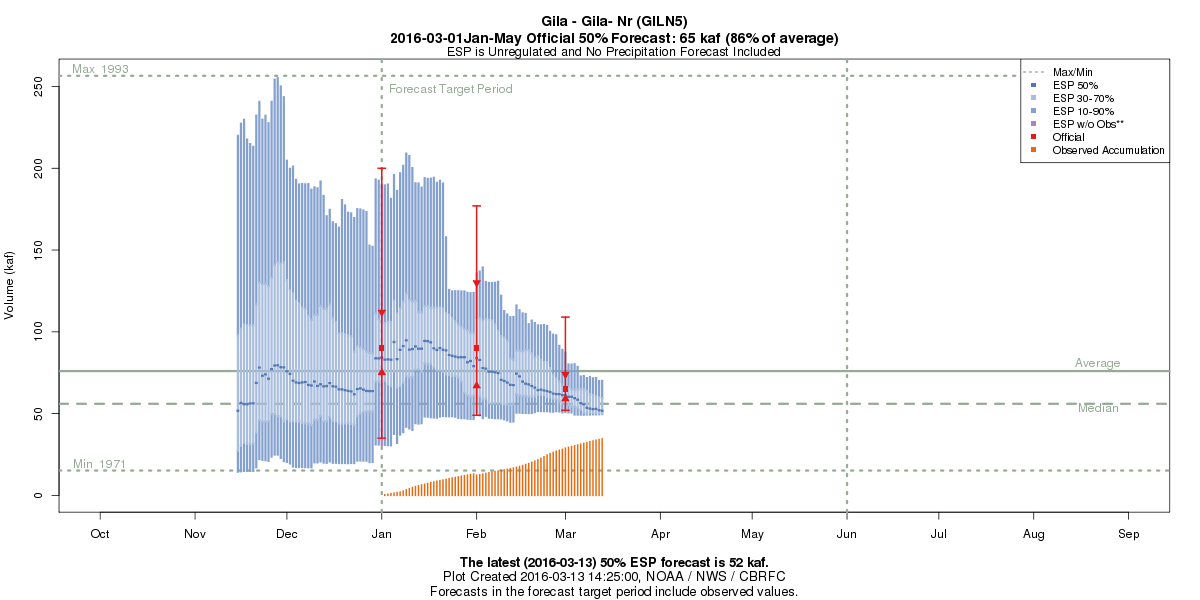 Gila - Gila- Nr (GILN5)
2016-03-01Jan-May Official 50% Forecast: 65 kaf (86% of average)
ESP is Unregulated and No Precipitation Forecast Included
Max 1993
Forecast Target Period
Max/Min
ESP 50%
ESP 30-70%
ESP 10-90%
ESP w/o Obs**
Official
Observed Accumulation
Average
Median
Min 1971
Volume (kaf)
250
200
150
100
50
0
Oct Nov Dec Jan Feb Mar Apr May Jun Jul Aug Sep
The latest (2016-03-13) 50% ESP forecast is 52 kaf.
Plot Created 2016-03-13 14:25:00, NOAA / NWS / CBRFC
Forecasts in the forecast target period include observed values.